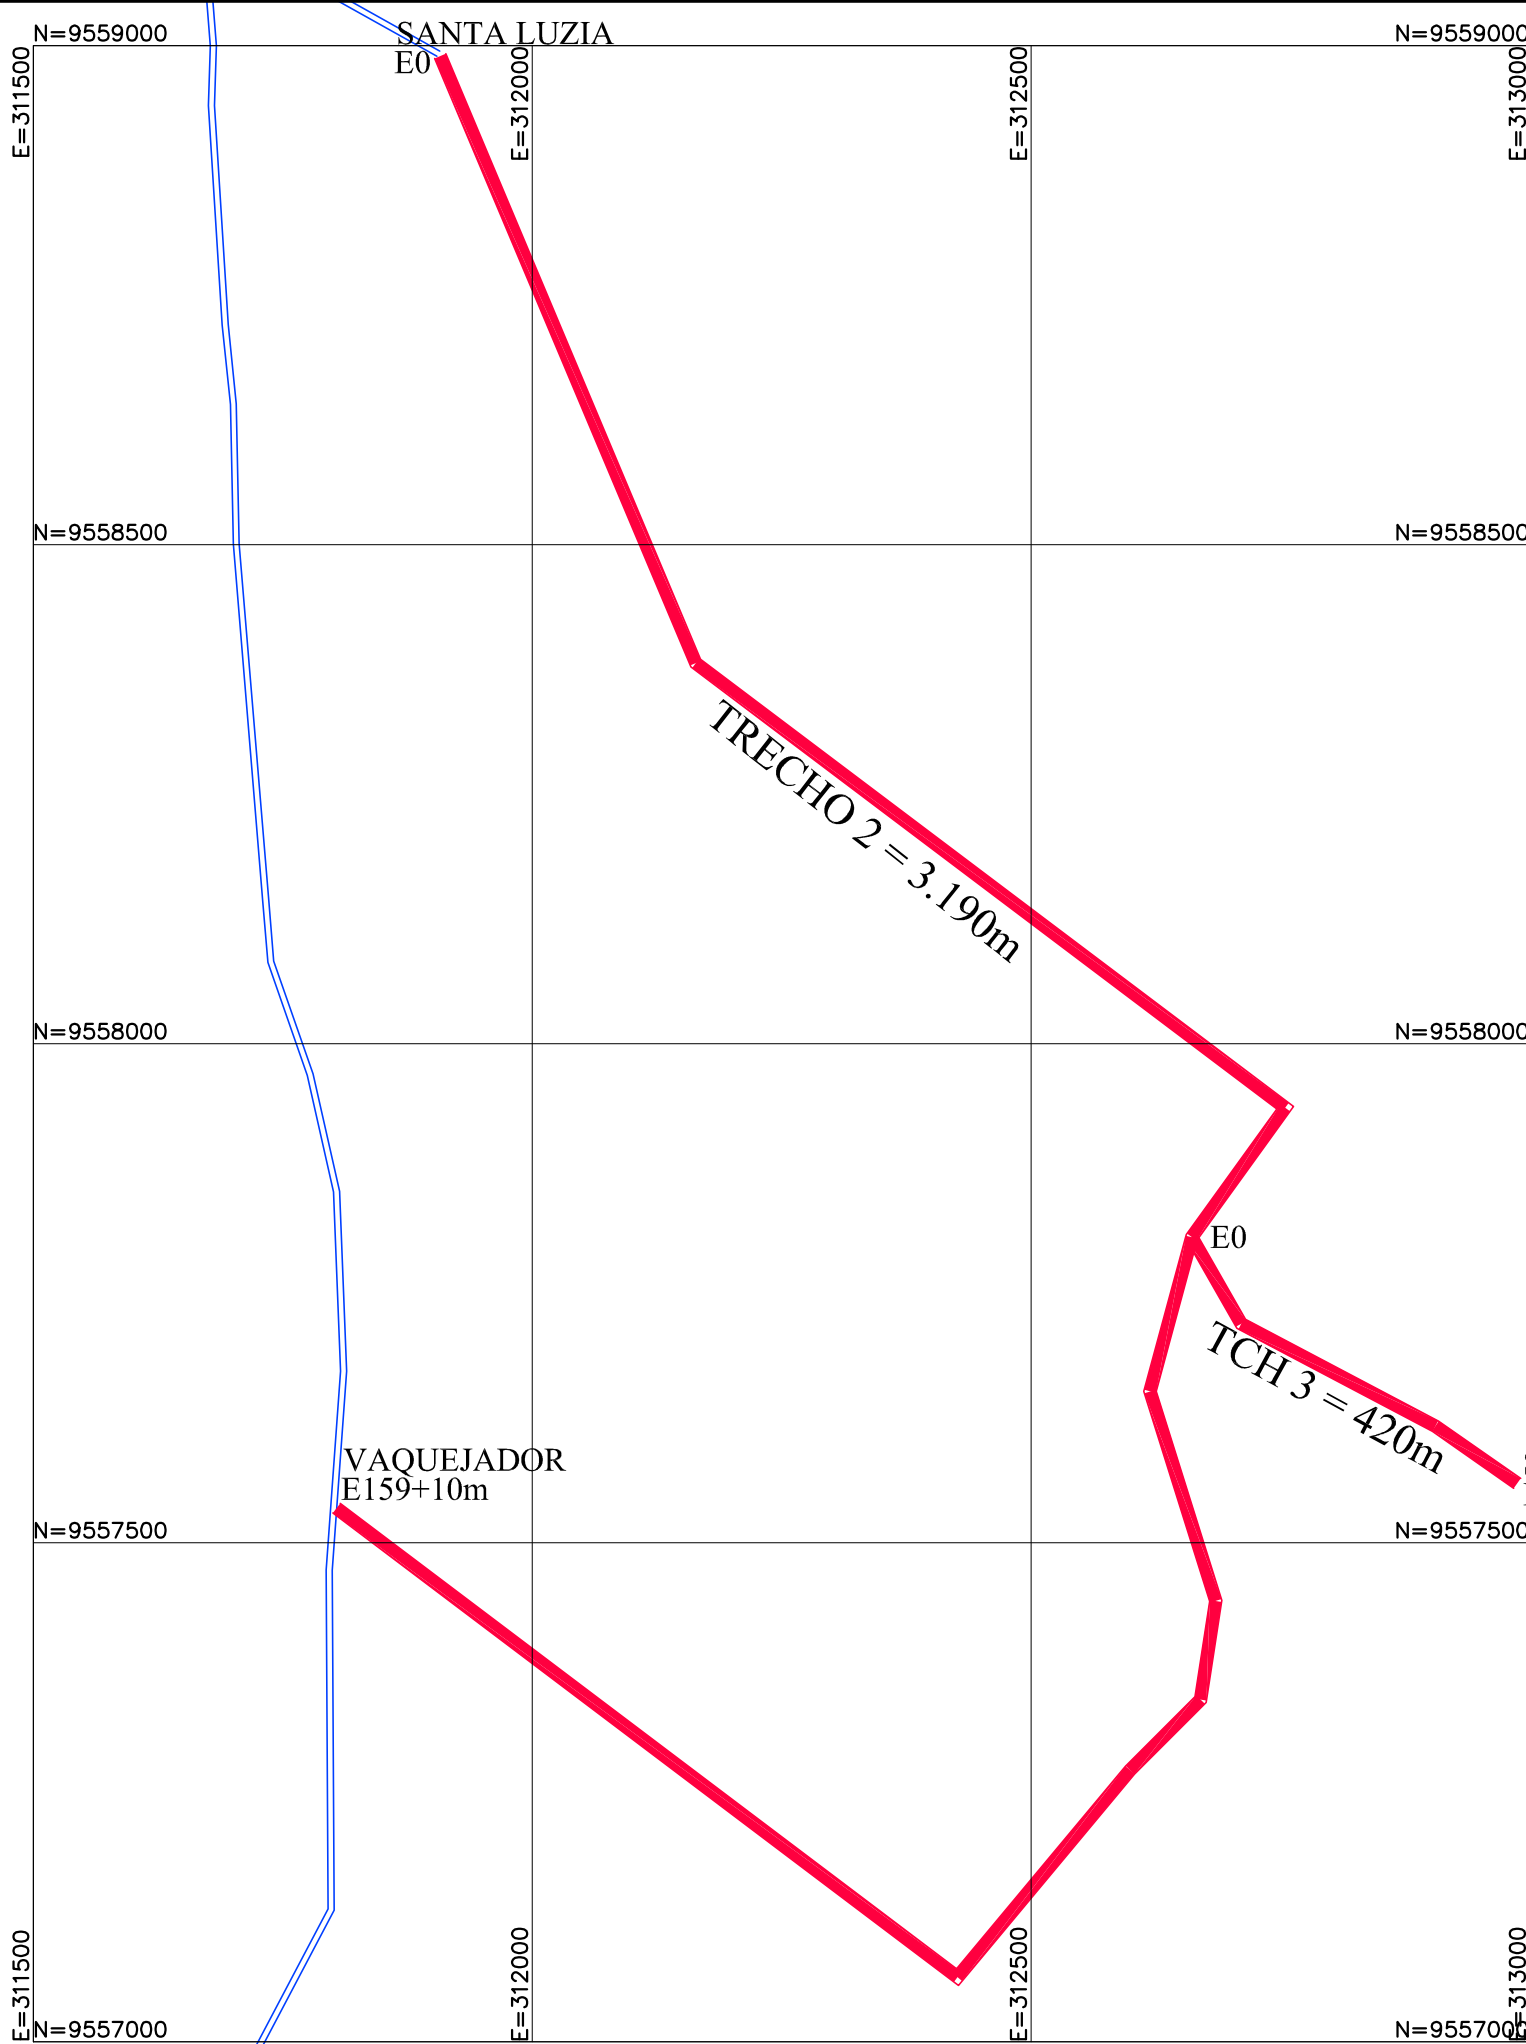 N=9559000
SANTA LUZIA
N=9559000
E0
E=311500
E=312000
E=312500
E=313000
N=9558500
N=9558500
TRECHO 2 = 3.190m
N=9558000
N=9558000
E0
TCH 3 = 420m
VAQUEJADOR
E159+10m
N=9557500
N=9557500
E=311500
E=312000
E=312500
E=313000
N=9557000
N=9557000